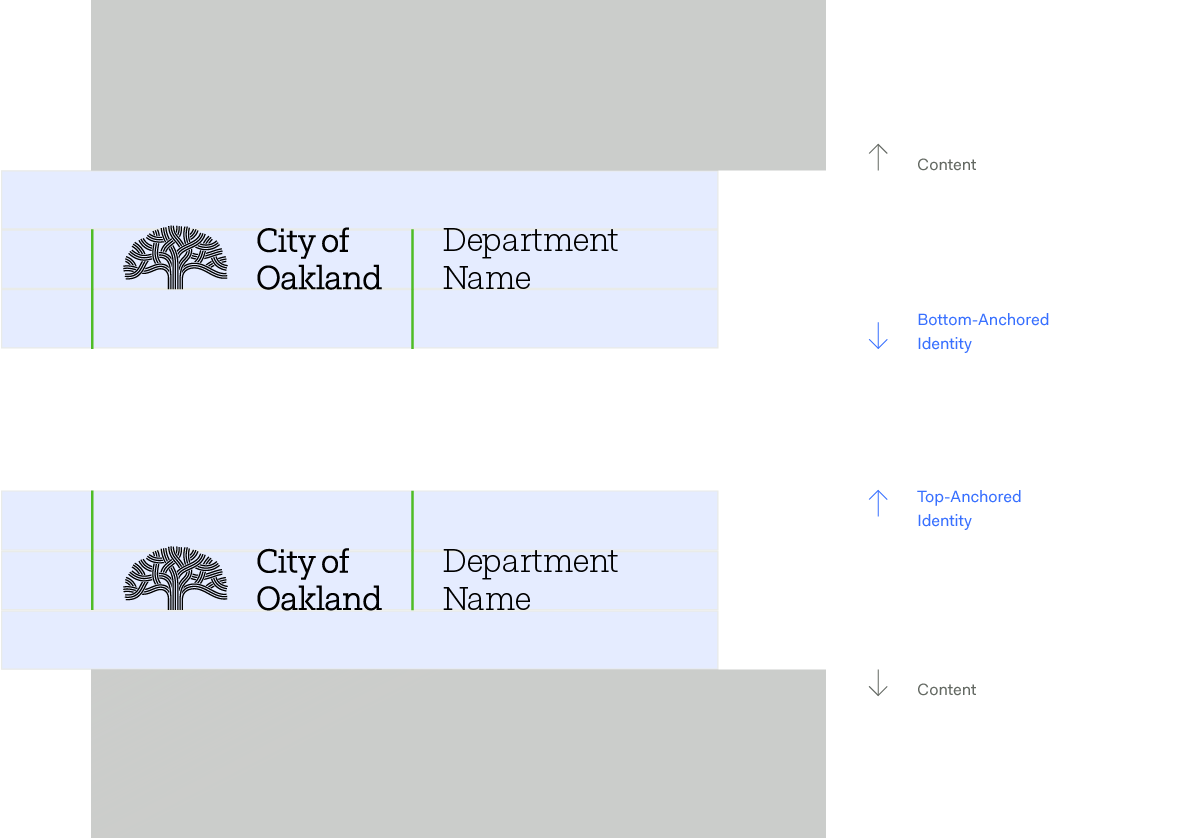 Content
City of
Oakland
Department
Name
Bottom-Anchored
Identity
Top-Anchored
Identity
City of
Oakland
Department
Name
Content